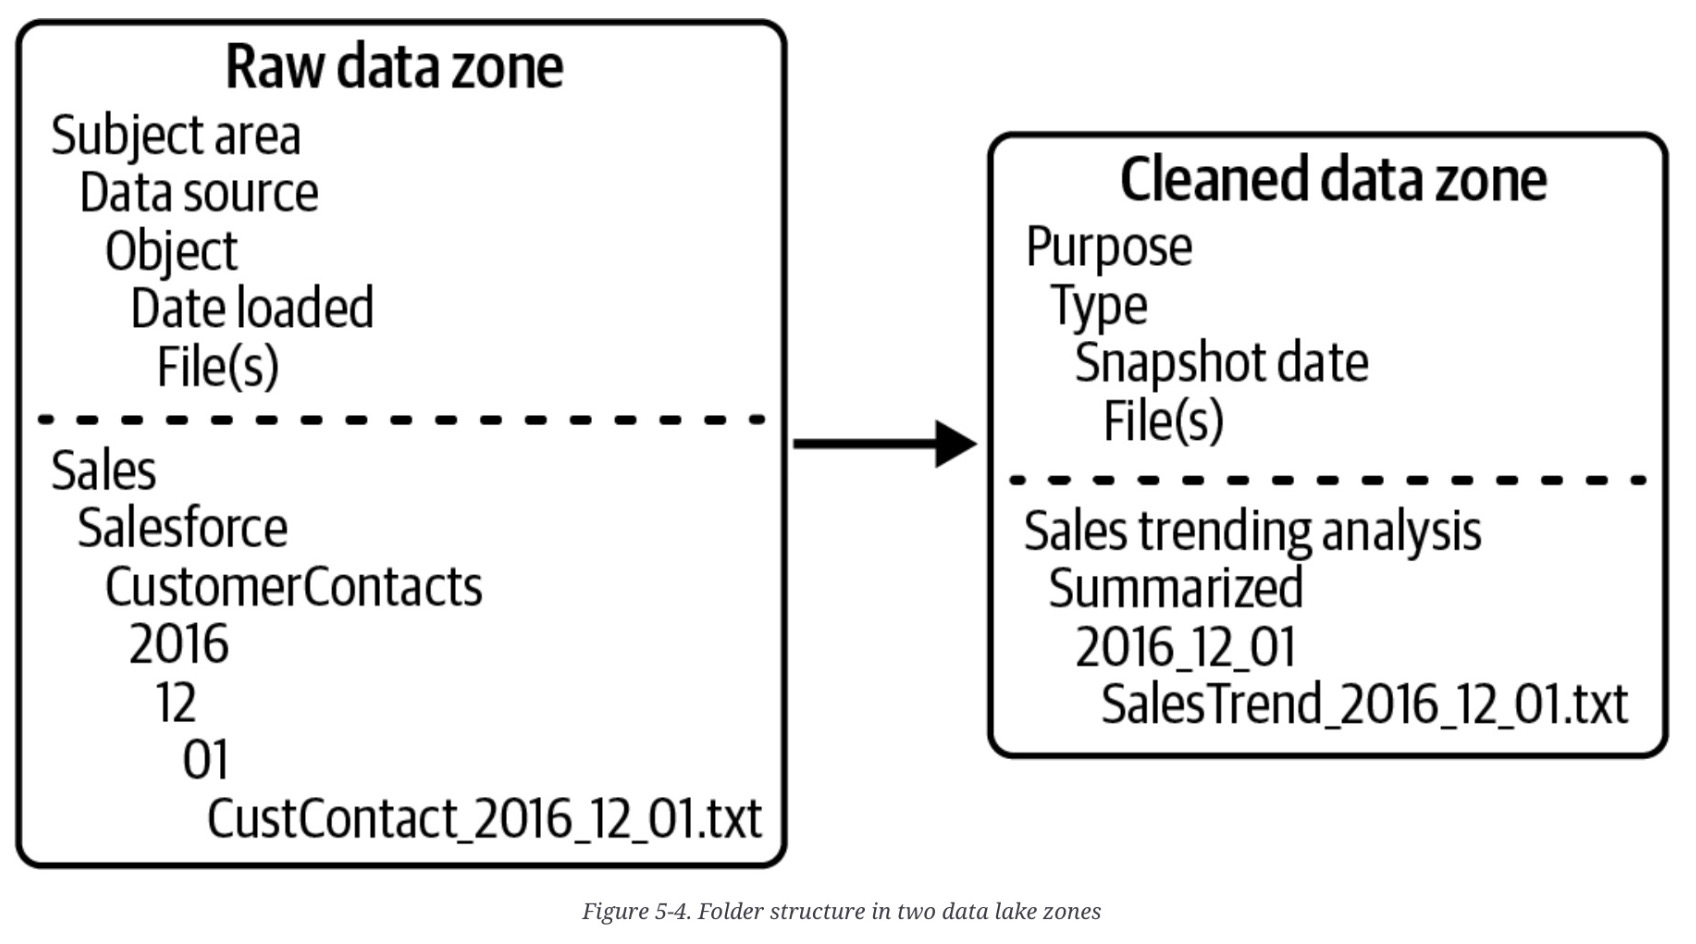 Raw data zone
Subject area
Data source
Object
Date loaded
File(s)
Sales
Salesforce
CustomerContacts
2016
12
01
CustContact_2016_12_01.txt
Cleaned data zone
Purpose
Type
Snapshot date
File(s)
Sales trending analysis
Summarized
2016_12_01
SalesTrend_2016_12_01.txt
Figure 5-4. Folder structure in two data lake zones